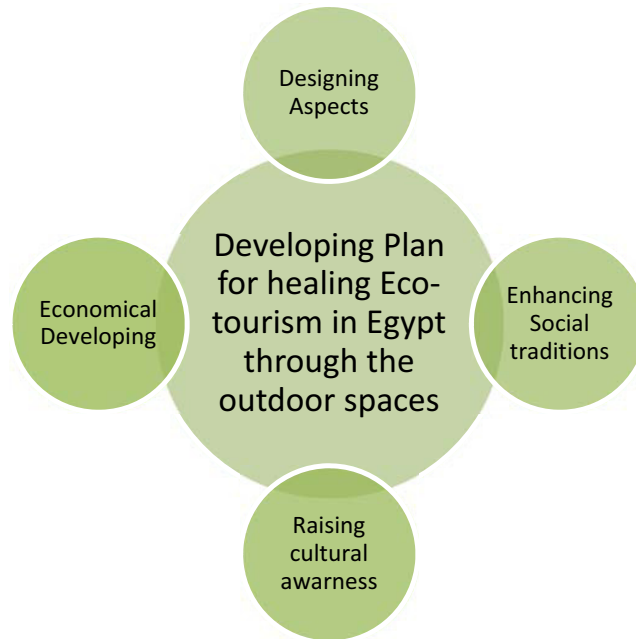 Designing
Aspects
Developing Plan
for healing Eco-
tourism in Egypt
through the
outdoor spaces
Economical
Developing
Enhancing
Social
traditions
Raising
cultural
awarness